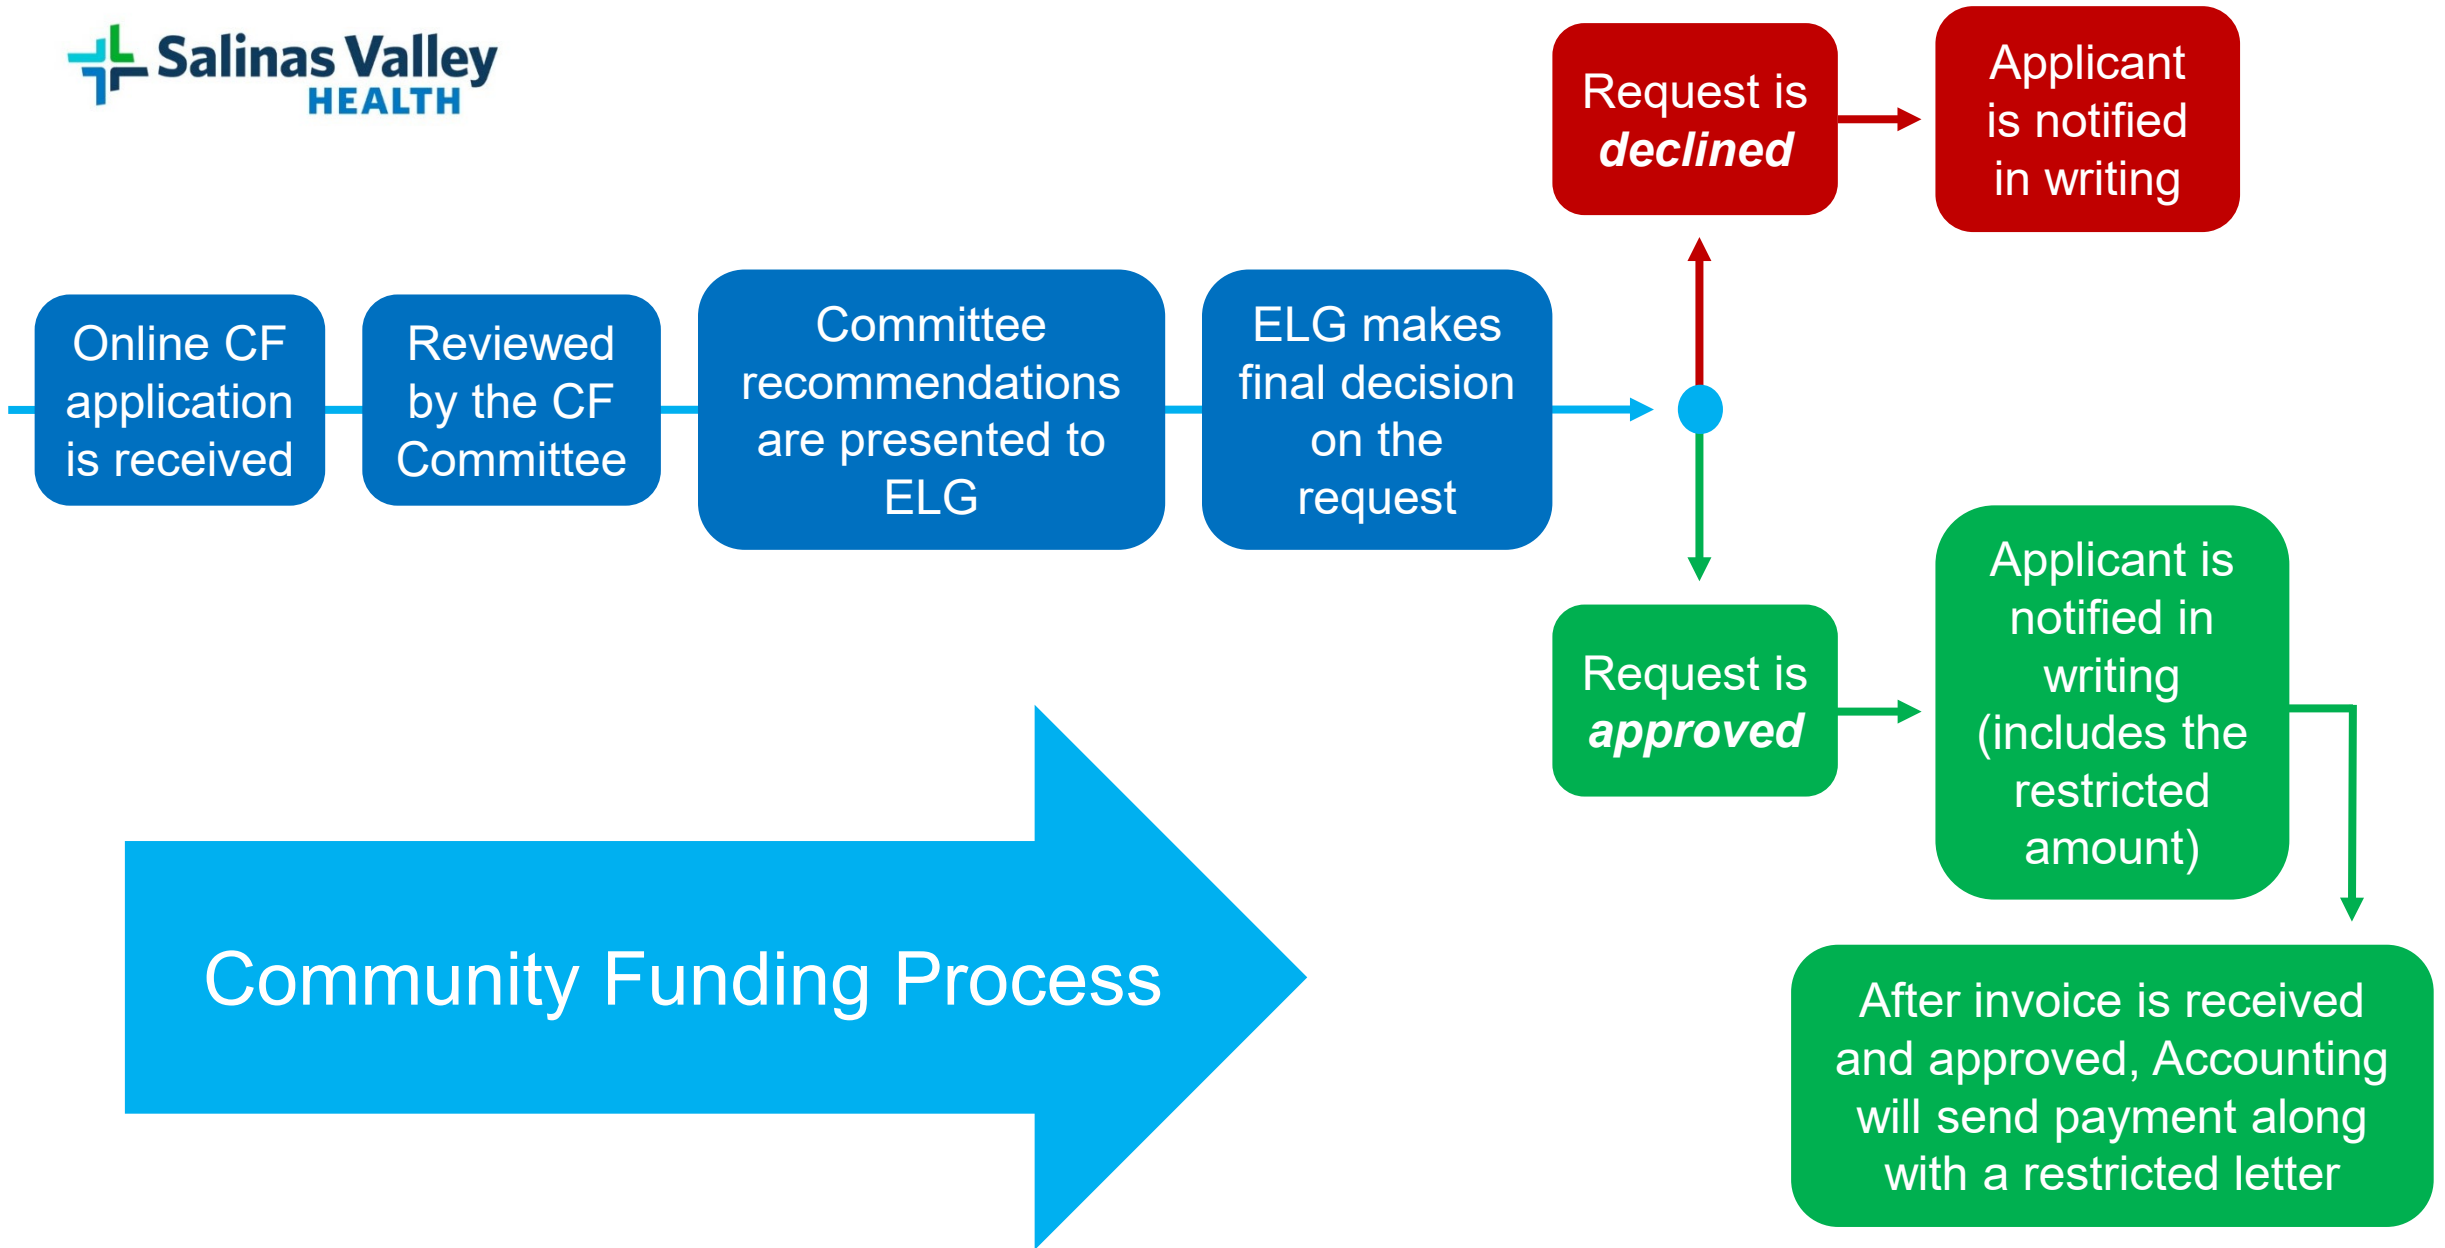 Salinas Valley
HEALTH
Online CF
application
is received
Reviewed
by the CF
Committee
Committee
recommendations
are presented to
ELG
ELG makes
final decision
on the
request
Request is
declined
Applicant
is notified
in writing
Request is
approved
Applicant is
notified in
writing
(includes the
restricted
amount)
After invoice is received
and approved, Accounting
will send payment along
with a restricted letter
Community Funding Process